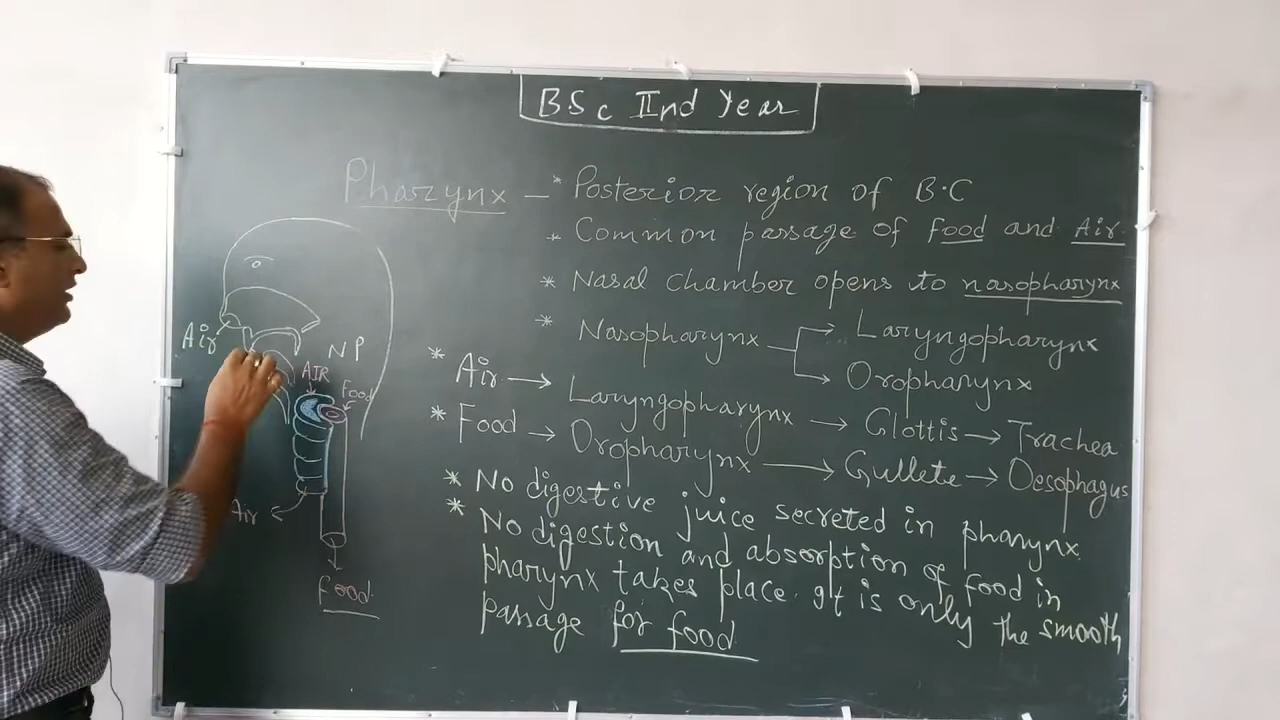 BSc IInd Year
Pharynx — * Posterior region of B.C
* Common passage of food and Air.
* Nasal chamber opens to nasopharynx
* Nasopharynx → Laryngopharynx
→ Oropharynx
* Air → Laryngopharynx → Glottis → Trachea
* Food → Oropharynx → Gullete → Oesophagus
* No digestive juice secreted in pharynx
* No digestion and absorption of food in
pharynx takes place. It is only the smooth
passage for food
Air
NP
AIR
Food
Air
Food